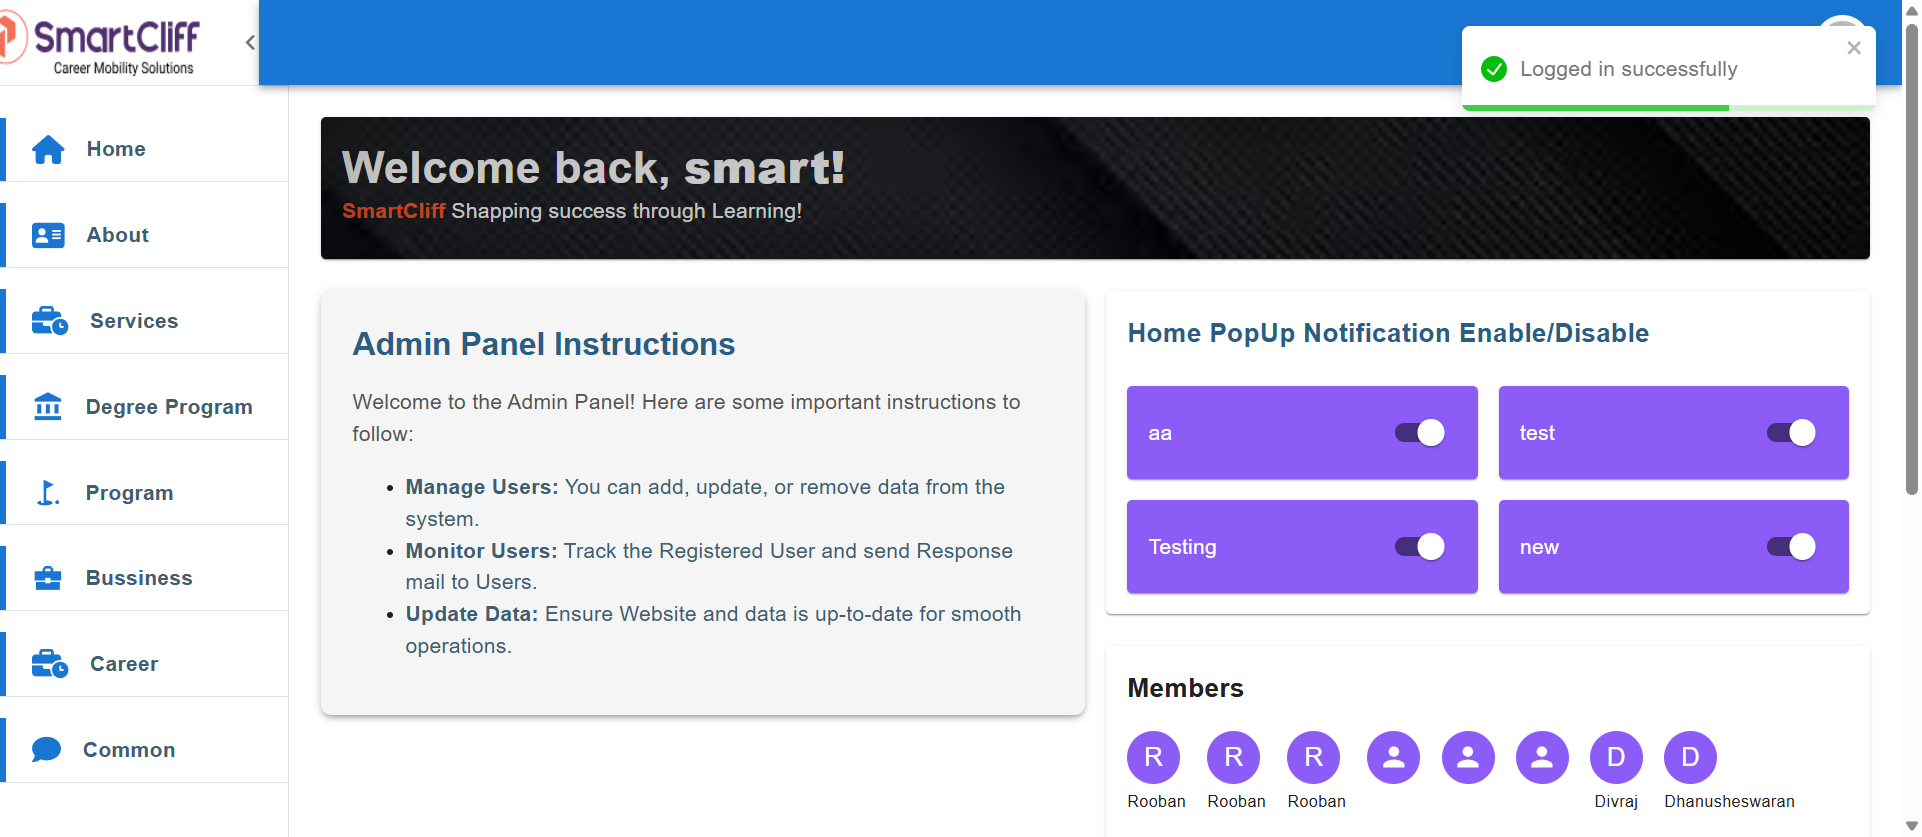 SmartCliff
Career Mobility Solutions
Logged in successfully
Home
About
Services
Degree Program
Program
Bussiness
Career
Common
Welcome back, smart!
SmartCliff Shapping success through Learning!
Admin Panel Instructions
Welcome to the Admin Panel! Here are some important instructions to
follow:
Manage Users: You can add, update, or remove data from the
system.
Monitor Users: Track the Registered User and send Response
mail to Users.
Update Data: Ensure Website and data is up-to-date for smooth
operations.
Home PopUp Notification Enable/Disable
aa
test
Testing
new
Members
R R R D D
Rooban Rooban Rooban Divraj Dhanusheswaran